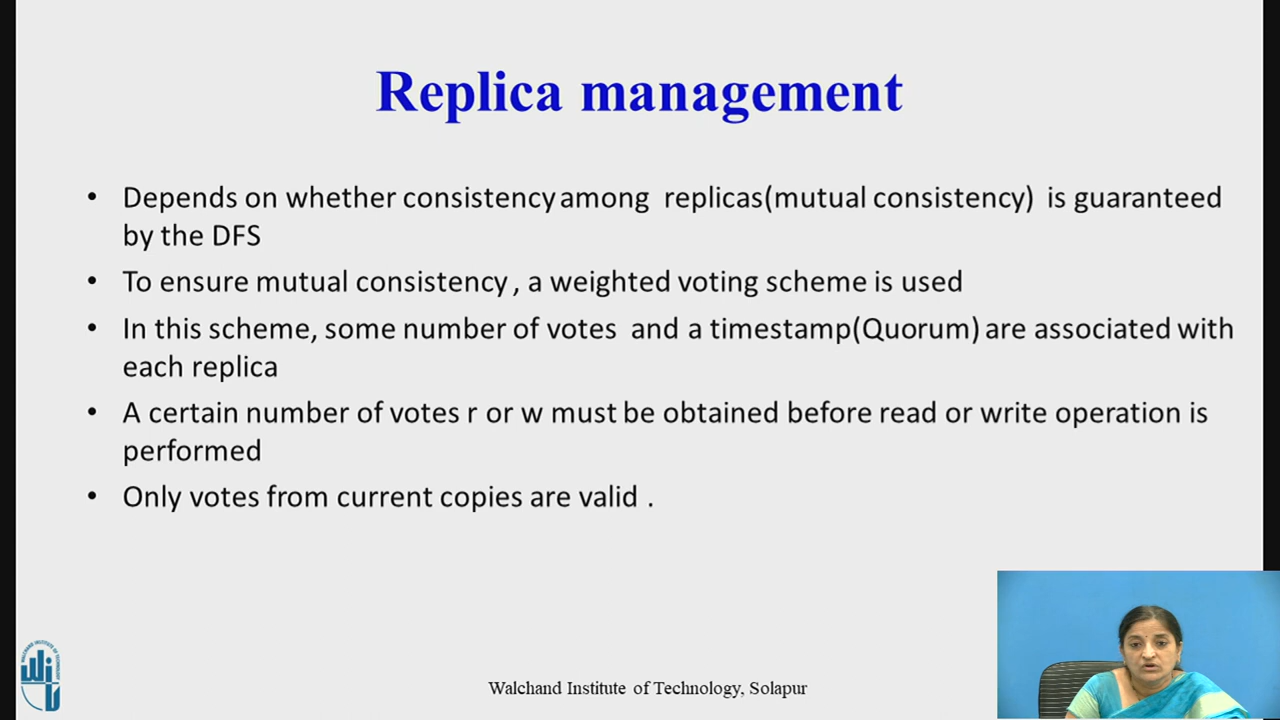 Replica management
• Depends on whether consistency among replicas(mutual consistency) is guaranteed
by the DFS
• To ensure mutual consistency , a weighted voting scheme is used
• In this scheme, some number of votes and a timestamp(Quorum) are associated with
each replica
• A certain number of votes r or w must be obtained before read or write operation is
performed
• Only votes from current copies are valid .
Walchand Institute of Technology, Solapur